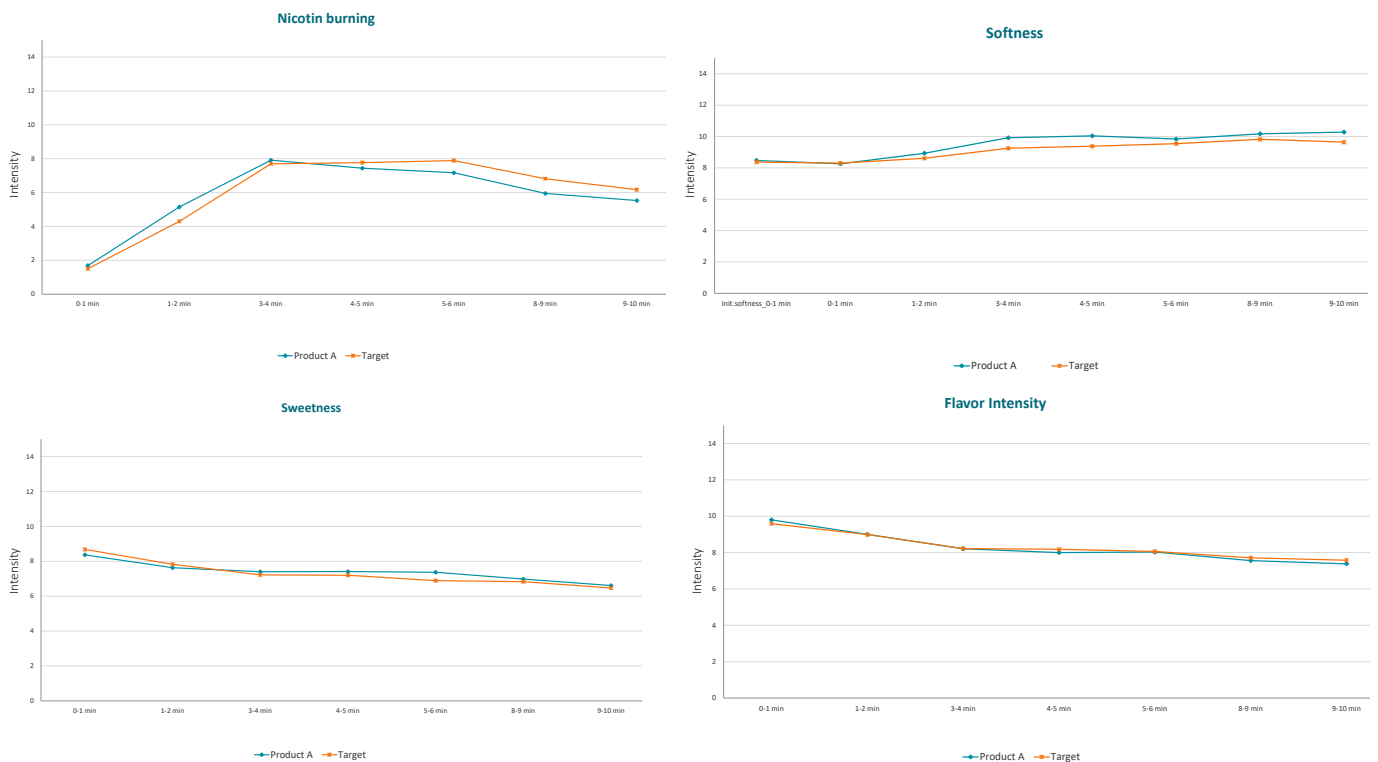 Nicotin burning
14
12
10
8
6
4
2
0
Intensity
0-1 min 1-2 min 3-4 min 4-5 min 5-6 min 8-9 min 9-10 min
Product A Target
Softness
14
12
10
8
6
4
2
0
Intensity
Init.softness_0-1 min 0-1 min 1-2 min 3-4 min 4-5 min 5-6 min 8-9 min 9-10 min
Product A Target
Sweetness
14
12
10
8
6
4
2
0
Intensity
0-1 min 1-2 min 3-4 min 4-5 min 5-6 min 8-9 min 9-10 min
Product A Target
Flavor Intensity
14
12
10
8
6
4
2
0
Intensity
0-1 min 1-2 min 3-4 min 4-5 min 5-6 min 8-9 min 9-10 min
Product A Target